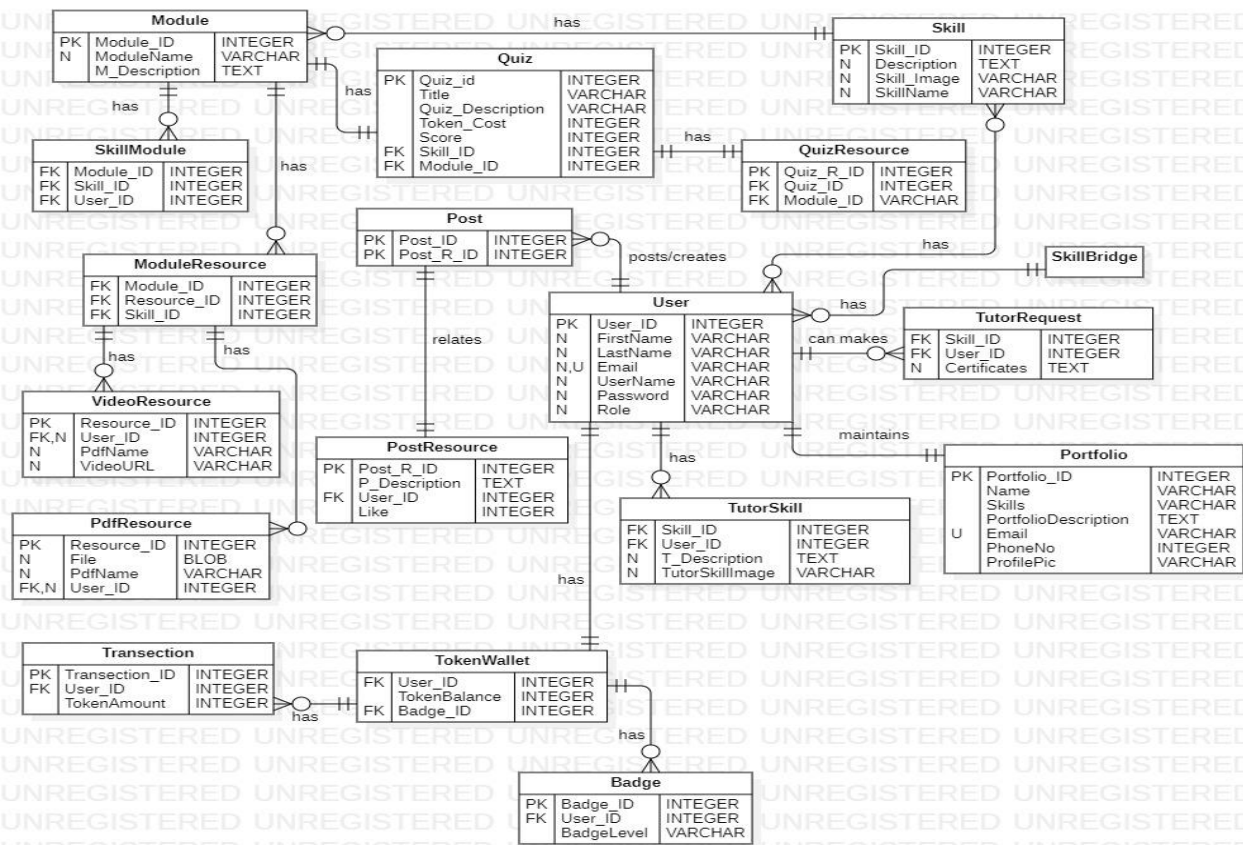 has
Module
PK Module_ID INTEGER
N ModuleName VARCHAR
M_Description TEXT
Skill
PK Skill_ID INTEGER
N Description TEXT
N Skill_Image VARCHAR
N SkillName VARCHAR
Quiz
PK Quiz_id INTEGER
Title VARCHAR
Quiz_Description VARCHAR
Token_Cost INTEGER
Score INTEGER
FK Skill_ID INTEGER
FK Module_ID INTEGER
has
has
has
has
SkillModule
FK Module_ID INTEGER
FK Skill_ID INTEGER
FK User_ID INTEGER
QuizResource
PK Quiz_R_ID INTEGER
FK Quiz_ID INTEGER
FK Module_ID VARCHAR
Post
PK Post_ID INTEGER
PK Post_R_ID INTEGER
posts/creates
has
SkillBridge
ModuleResource
FK Module_ID INTEGER
FK Resource_ID INTEGER
FK Skill_ID INTEGER
has
has
relates
User
PK User_ID INTEGER
N FirstName VARCHAR
N LastName VARCHAR
N,U Email VARCHAR
N UserName VARCHAR
N Password VARCHAR
N Role VARCHAR
has
can makes
TutorRequest
FK Skill_ID INTEGER
FK User_ID INTEGER
N Certificates TEXT
VideoResource
PK Resource_ID INTEGER
FK,N User_ID INTEGER
N PdfName VARCHAR
N VideoURL VARCHAR
PostResource
PK Post_R_ID INTEGER
P_Description TEXT
FK User_ID INTEGER
Like INTEGER
has
maintains
Portfolio
PK Portfolio_ID INTEGER
Name VARCHAR
Skills VARCHAR
PortfolioDescription TEXT
U Email VARCHAR
PhoneNo INTEGER
ProfilePic VARCHAR
PdfResource
PK Resource_ID INTEGER
N File BLOB
N PdfName VARCHAR
FK,N User_ID INTEGER
TutorSkill
FK Skill_ID INTEGER
FK User_ID INTEGER
N T_Description TEXT
N TutorSkillImage VARCHAR
has
Transection
PK Transection_ID INTEGER
FK User_ID INTEGER
TokenAmount INTEGER
has
TokenWallet
FK User_ID INTEGER
TokenBalance INTEGER
FK Badge_ID INTEGER
has
Badge
PK Badge_ID INTEGER
FK User_ID INTEGER
BadgeLevel VARCHAR
UNREGISTERED